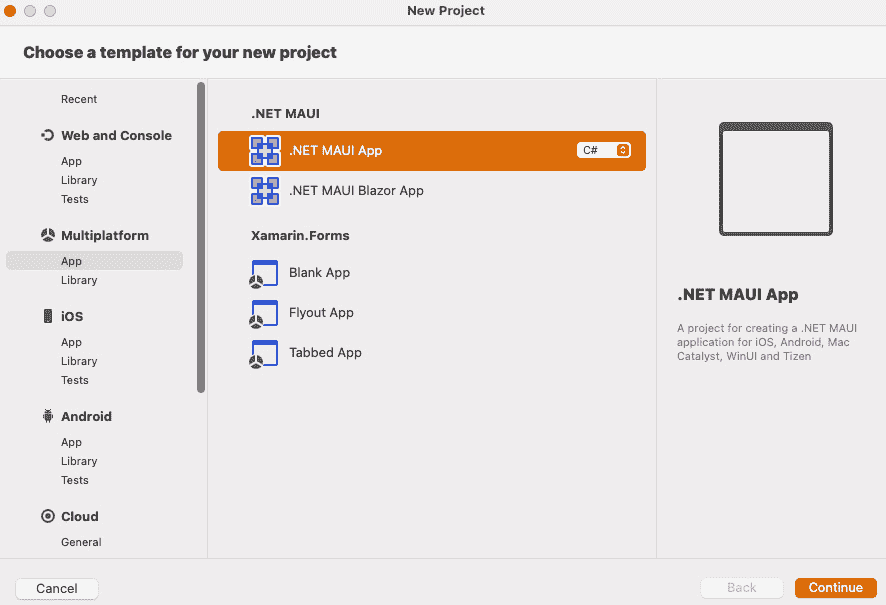 New Project
Choose a template for your new project
Recent
Web and Console
App
Library
Tests
Multiplatform
App
Library
iOS
App
Library
Tests
Android
App
Library
Tests
Cloud
General
.NET MAUI
.NET MAUI App C#
.NET MAUI Blazor App
Xamarin.Forms
Blank App
Flyout App
Tabbed App
.NET MAUI App
A project for creating a .NET MAUI
application for iOS, Android, Mac
Catalyst, WinUI and Tizen
Cancel
Back
Continue